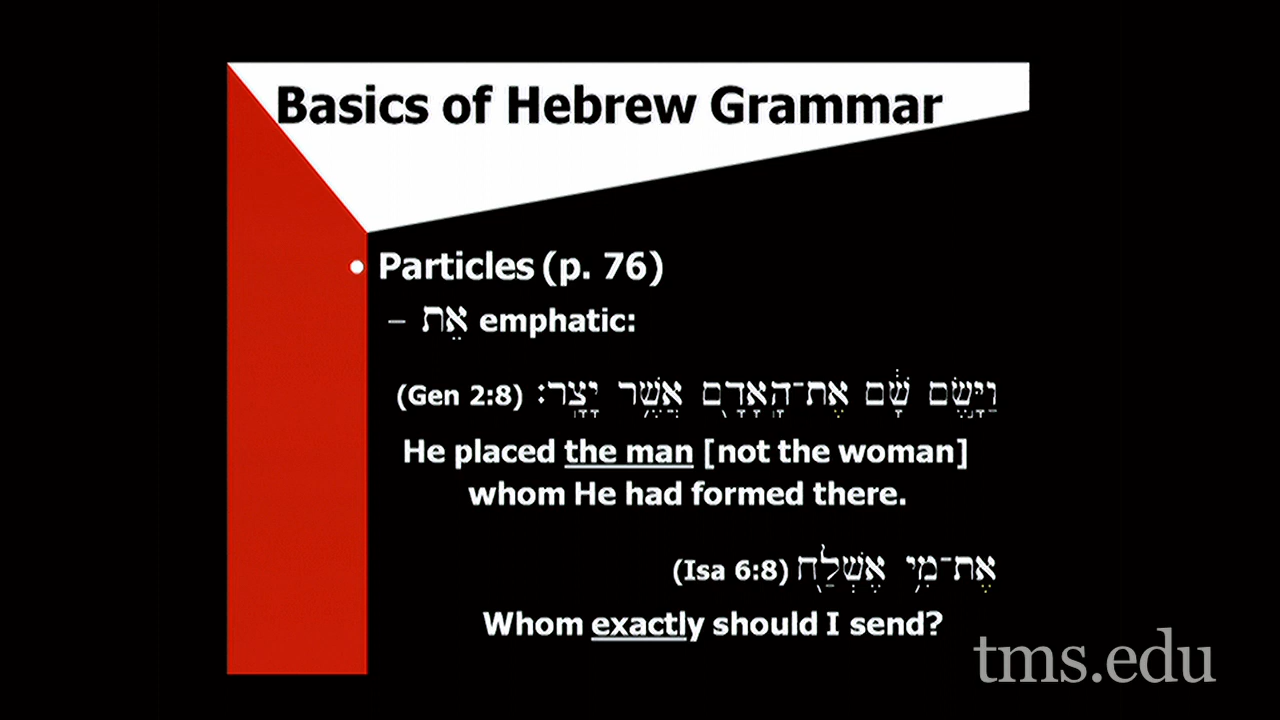 Basics of Hebrew Grammar
• Particles (p. 76)
– אֵת emphatic:
וַיָּ֣שֶׂם שָׁ֔ם אֶת־הָֽאָדָ֖ם אֲשֶׁ֥ר יָצָֽר׃ (Gen 2:8)
He placed the man [not the woman]
whom He had formed there.
אֶת־מִ֥י אֶשְׁלַ֖ח (Isa 6:8)
Whom exactly should I send?
tms.edu